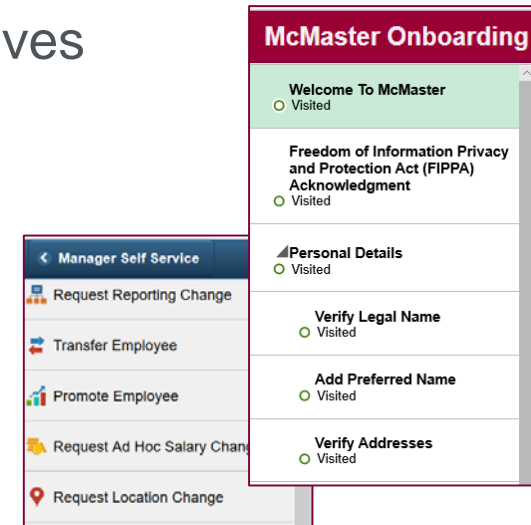 ves
McMaster Onboarding
Welcome To McMaster
Visited
Freedom of Information Privacy
and Protection Act (FIPPA)
Acknowledgment
Visited
Personal Details
Visited
Verify Legal Name
Visited
Add Preferred Name
Visited
Verify Addresses
Visited
Manager Self Service
Request Reporting Change
Transfer Employee
Promote Employee
Request Ad Hoc Salary Chan
Request Location Change